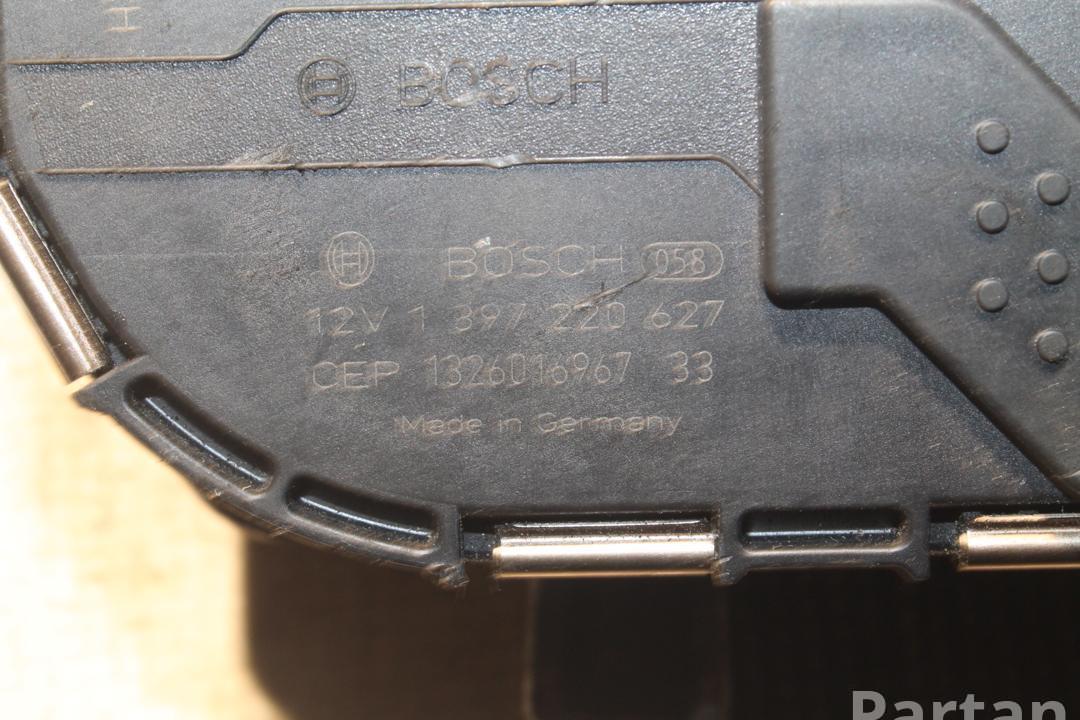 H
BOSCH
BOSCH 058
12V 1 397 220 627
CEP 1326016967 33
Made in Germany
Partan